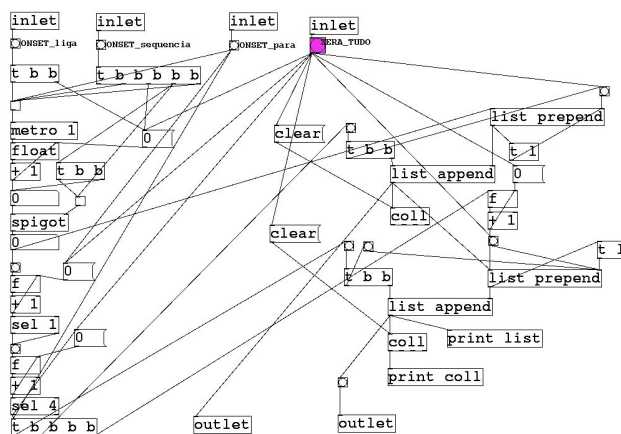 inlet
inlet
inlet
inlet
ONSET_liga
ONSET_sequencia
ONSET_para
ZERA_TUDO
t b b
t b b b b b
metro 1
0
clear
list prepend
float
t b b
t l
+ 1
t b b
list append
0
0
f
coll
+ 1
spigot
0
clear
0
t b b
list prepend
t l
f
+ 1
list append
sel 1
0
coll
print list
f
+ 1
print coll
sel 4
t b b b b
outlet
outlet